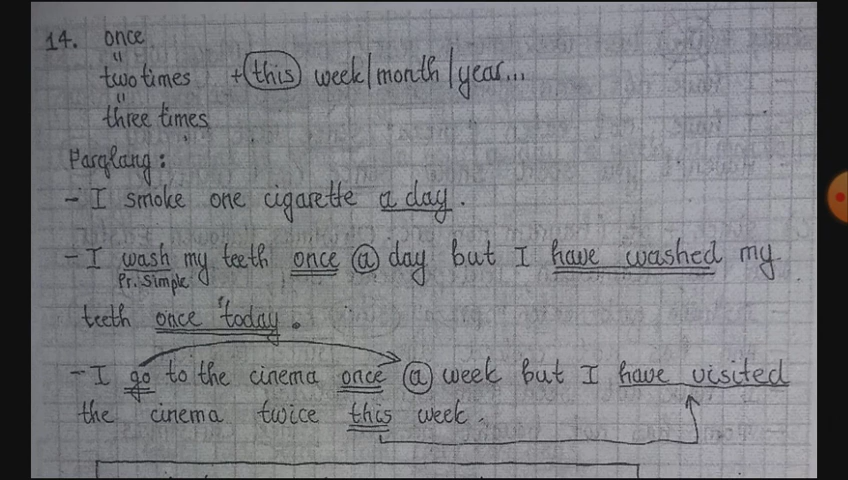 14. once
"
two times + this week/month/year...
"
three times
Farqlang:
- I smoke one cigarette a day.
- I wash my teeth once a day but I have washed my
Pr. Simple
teeth once today.
- I go to the cinema once a week but I have visited
the cinema twice this week.